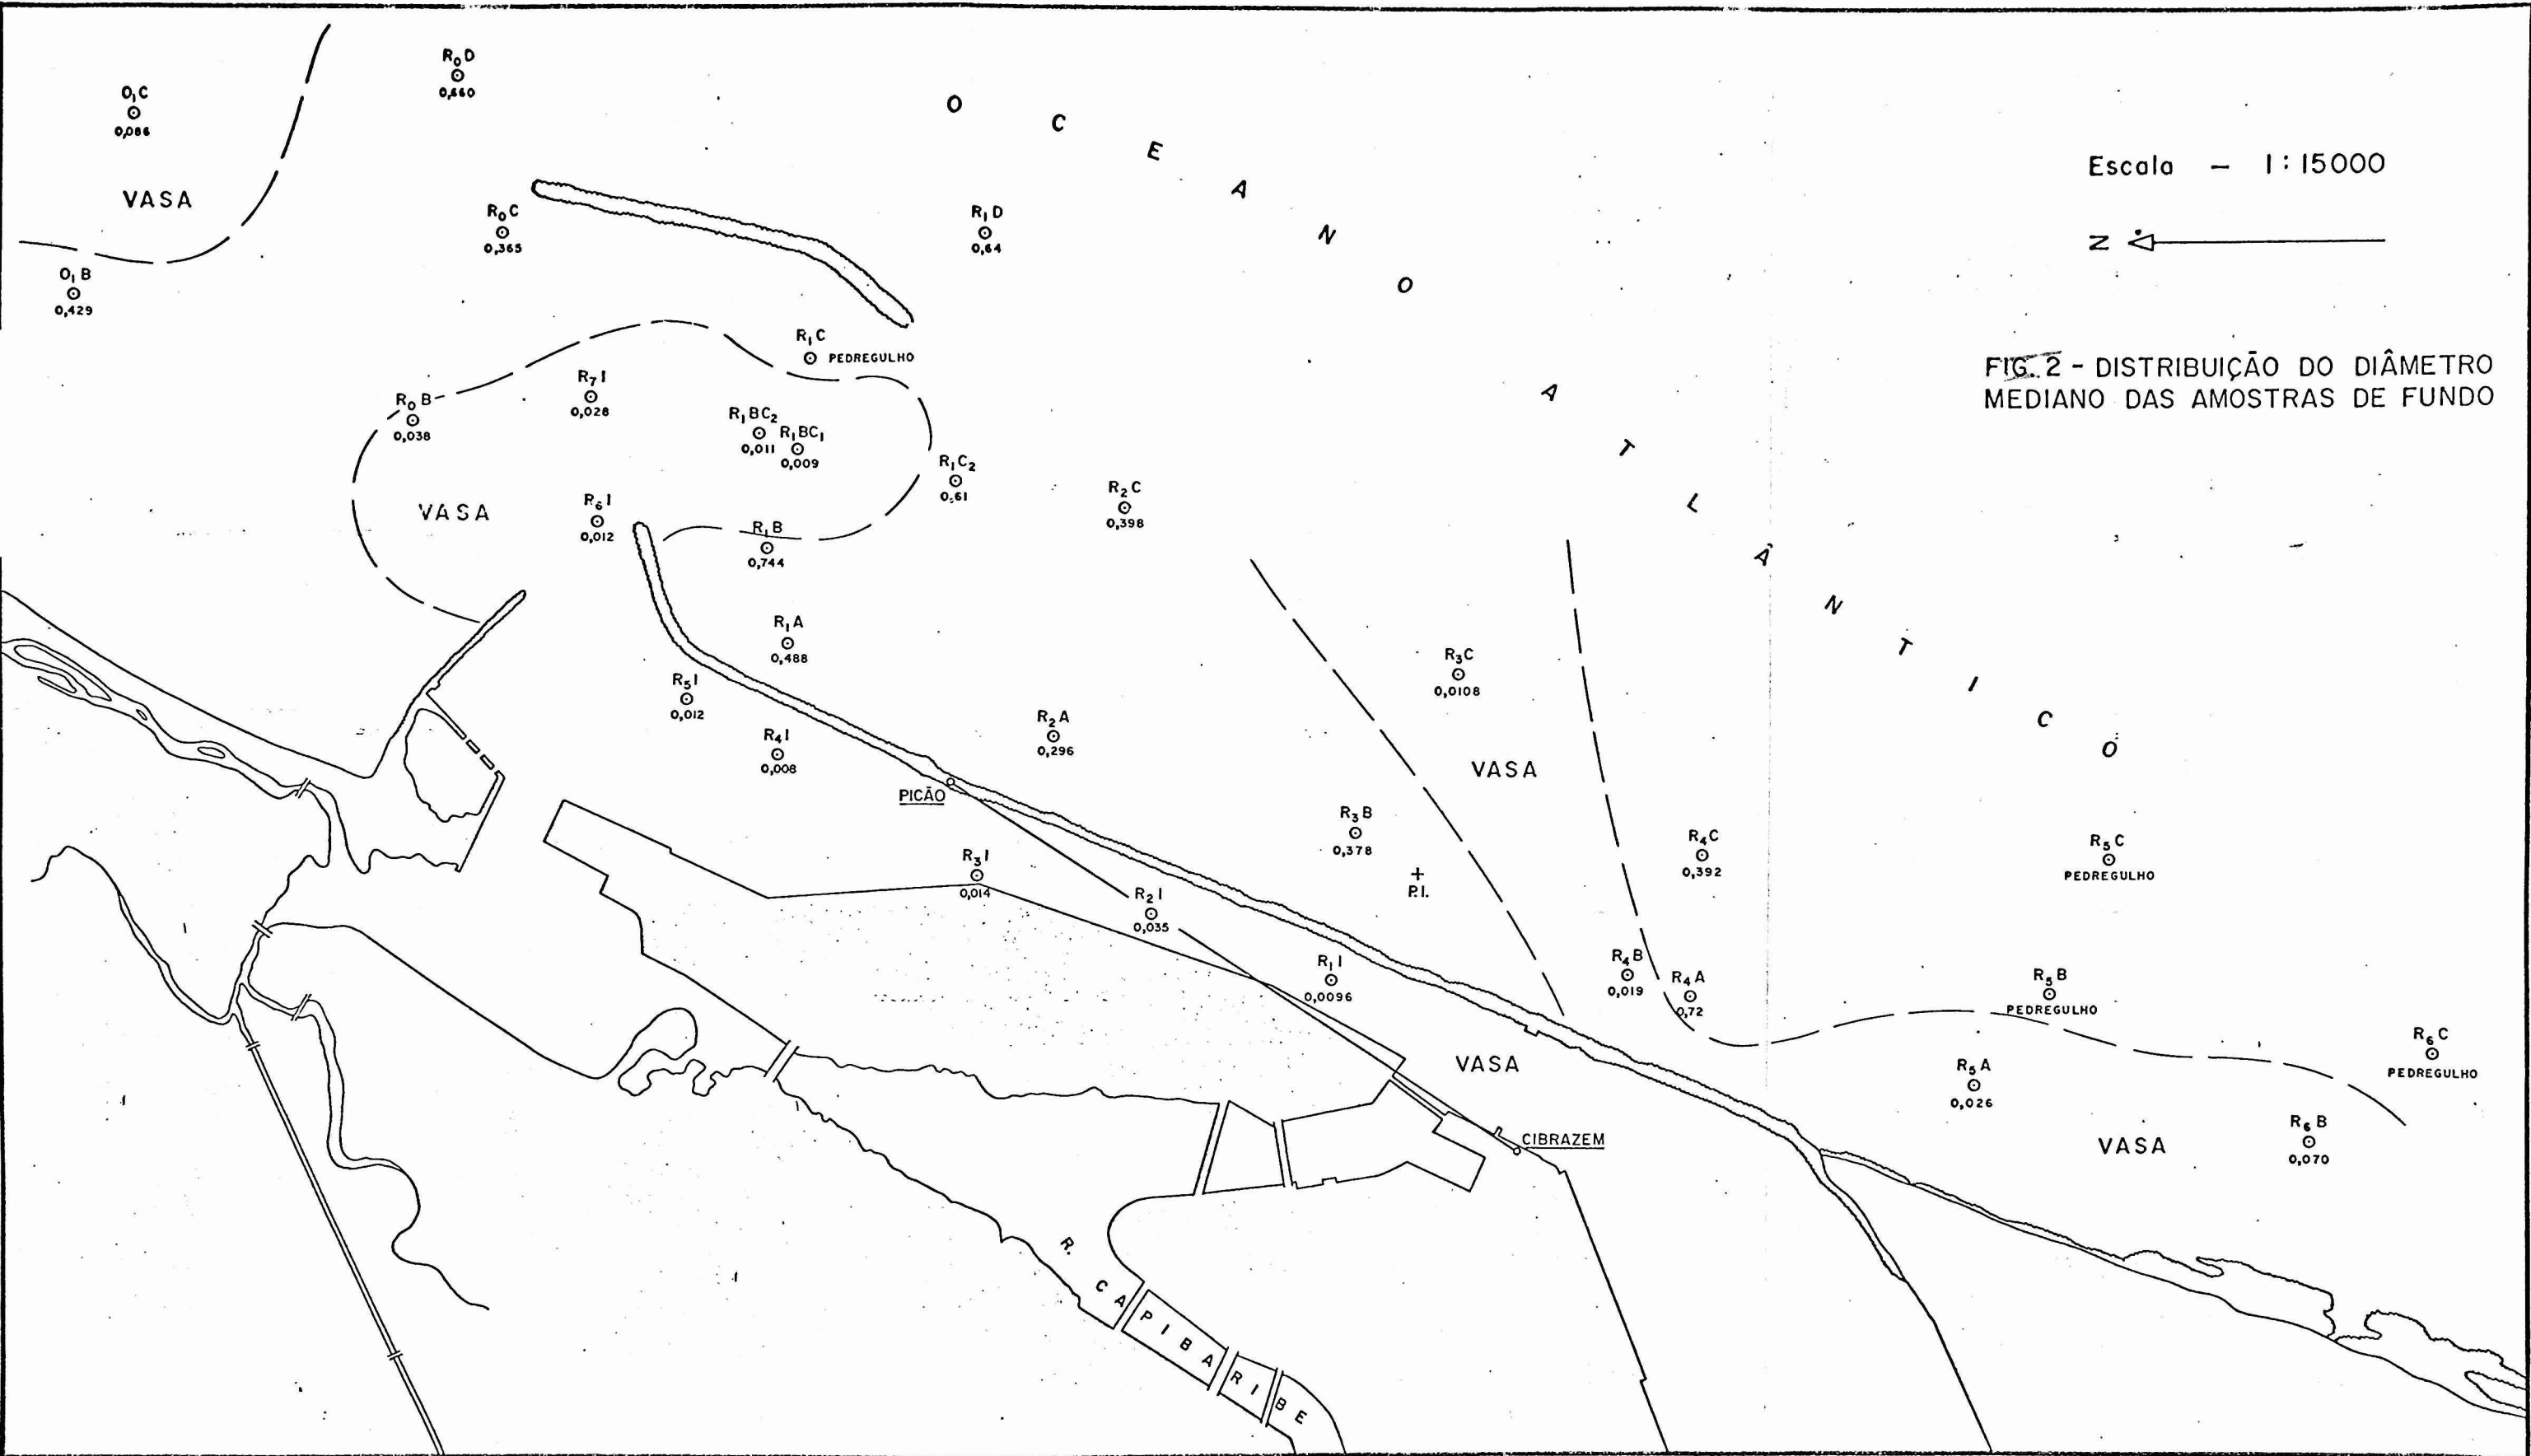 R₀D
0,660
O₁C
0,086
VASA
OCEANO ATLÂNTICO
Escala - 1:15000
N
FIG. 2 - DISTRIBUIÇÃO DO DIÂMETRO
MEDIANO DAS AMOSTRAS DE FUNDO
R₀C
0,365
R₁D
0,64
O₁B
0,429
R₁C
PEDREGULHO
R₇I
0,028
R₀B
0,038
R₁BC₂
0,011
R₁BC₁
0,009
R₁C₂
0,61
R₂C
0,398
VASA
R₆I
0,012
R₁B
0,744
R₁A
0,488
R₅I
0,012
R₄I
0,008
R₂A
0,296
R₃C
0,0108
VASA
PICÃO
R₃B
0,378
P.I.
R₄C
0,392
R₅C
PEDREGULHO
R₃I
0,014
R₂I
0,035
R₁I
0,0096
R₄B
0,019
R₄A
0,72
R₅B
PEDREGULHO
R₆C
PEDREGULHO
VASA
R₅A
0,026
R₆B
0,070
VASA
CIBRAZEM
R. CAPIBARIBE